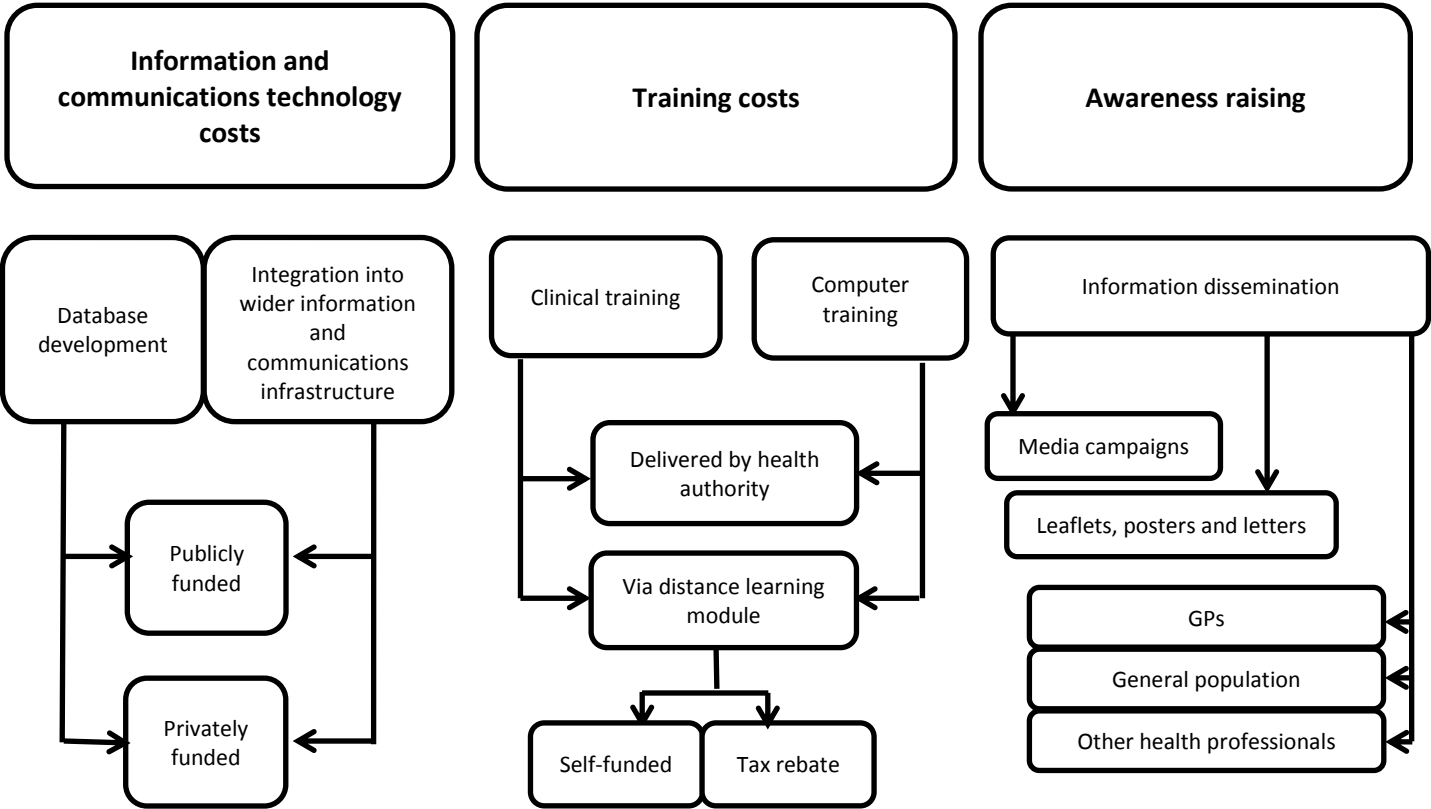 Information and
communications technology
costs
Training costs
Awareness raising
Database
development
Integration into
wider information
and
communications
infrastructure
Publicly
funded
Privately
funded
Clinical training
Computer
training
Delivered by health
authority
Via distance learning
module
Self-funded
Tax rebate
Information dissemination
Media campaigns
Leaflets, posters and letters
GPs
General population
Other health professionals